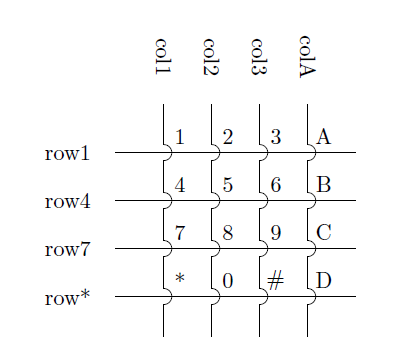 col1 col2 col3 colA
row1 1 2 3 A
row4 4 5 6 B
row7 7 8 9 C
row* * 0 # D